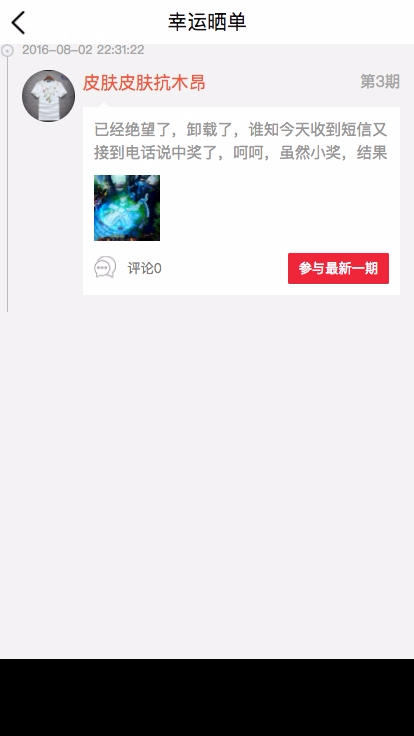 幸运晒单
2016-08-02 22:31:22
皮肤皮肤抗木昂
第3期
已经绝望了，卸载了，谁知今天收到短信又
接到电话说中奖了，呵呵，虽然小奖，结果
评论0
参与最新一期